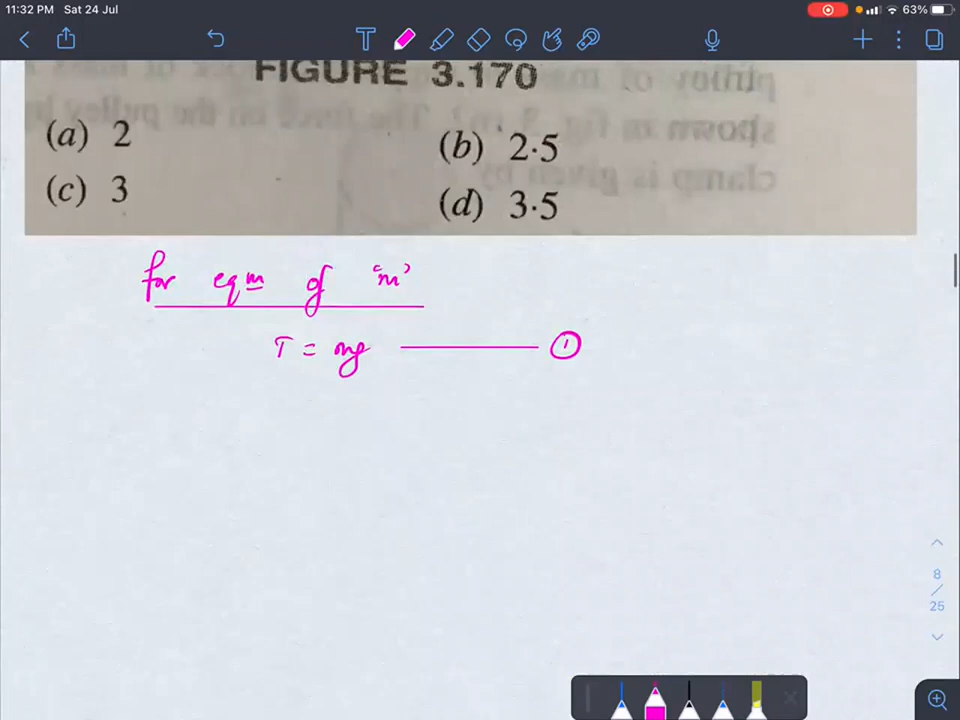 11:32 PM Sat 24 Jul
63%
T
FIGURE 3.170
(a) 2
(b) 2·5
(c) 3
(d) 3·5
for eqm of 'm'
T = mg ——— 1
8
/
25